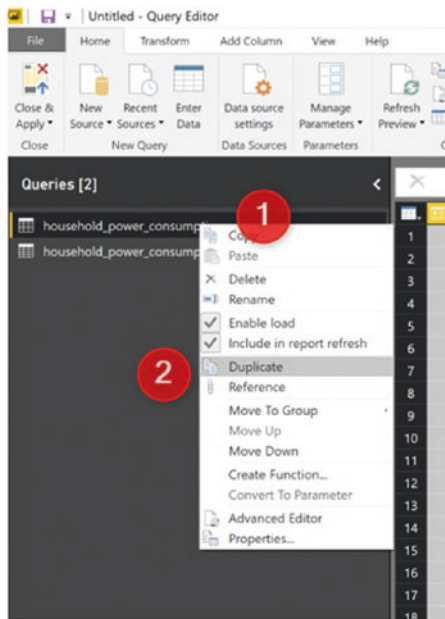 Untitled - Query Editor
File Home Transform Add Column View Help
Close & Apply New Source Recent Sources Enter Data Data source settings Manage Parameters Refresh Preview
Close New Query Data Sources Parameters
Queries [2]
household_power_consumpti
1
household_power_consump
Copy
Paste
Delete
Rename
Enable load
Include in report refresh
2
Duplicate
Reference
Move To Group
Move Up
Move Down
Create Function...
Convert To Parameter
Advanced Editor
Properties...
1
2
3
4
5
6
7
8
9
10
11
12
13
14
15
16
17
18